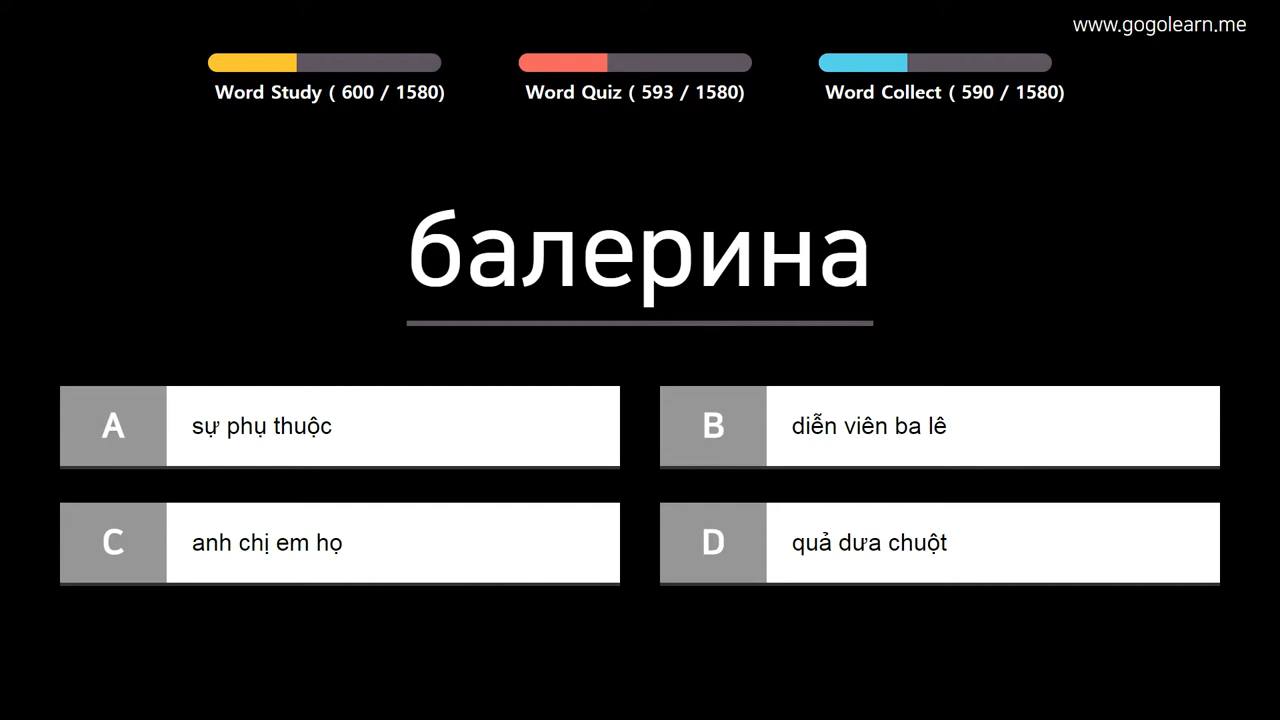 www.gogolearn.me
Word Study ( 600 / 1580)
Word Quiz ( 593 / 1580)
Word Collect ( 590 / 1580)
балерина
A sự phụ thuộc
B diễn viên ba lê
C anh chị em họ
D quả dưa chuột